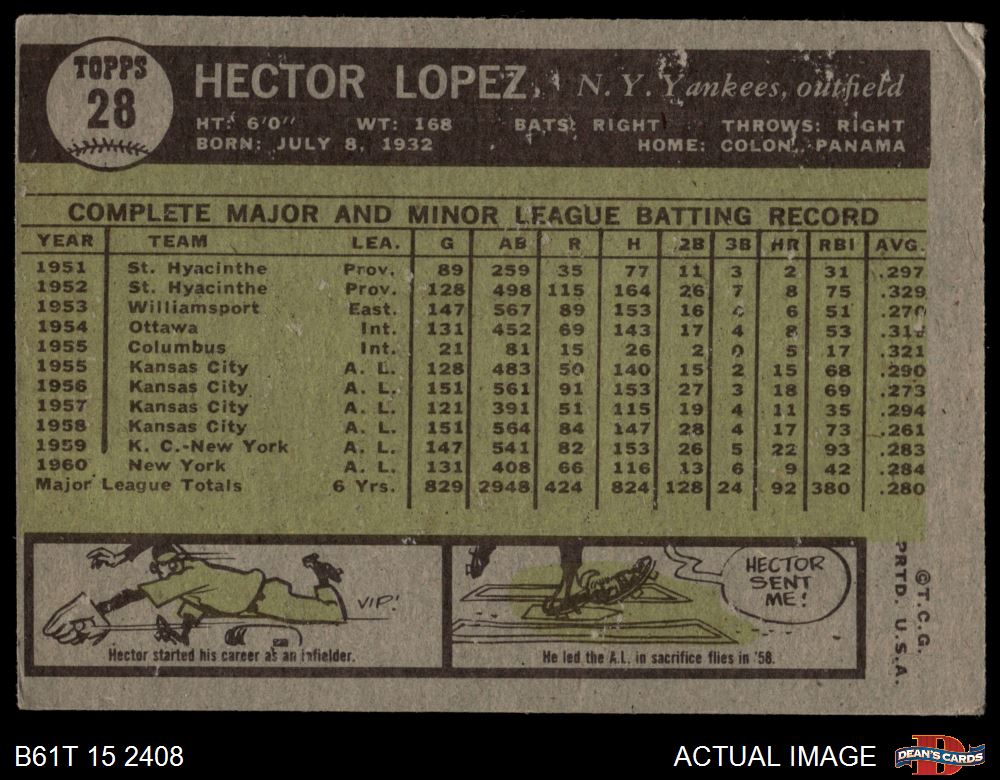 TOPPS
28
HECTOR LOPEZ, N. Y. Yankees, outfield
HT: 6'0" WT: 168 BATS: RIGHT THROWS: RIGHT
BORN: JULY 8, 1932 HOME: COLON, PANAMA
COMPLETE MAJOR AND MINOR LEAGUE BATTING RECORD
YEAR TEAM LEA. G AB R H 2B 3B HR RBI AVG.
1951 St. Hyacinthe Prov. 89 259 35 77 11 3 2 31 .297
1952 St. Hyacinthe Prov. 128 498 115 164 26 7 8 75 .329
1953 Williamsport East. 147 567 89 153 16 6 51 .270
1954 Ottawa Int. 131 452 69 143 17 4 8 53
1955 Columbus Int. 21 81 15 26 2 0 5 17 .321
1955 Kansas City A. L. 128 483 50 140 15 2 15 68 .290
1956 Kansas City A. L. 151 561 91 153 27 3 18 69 .273
1957 Kansas City A. L. 121 391 51 115 19 4 11 35 .294
1958 Kansas City A. L. 151 564 84 147 28 4 17 73 .261
1959 K. C.-New York A. L. 147 541 82 153 26 5 22 93 .283
1960 New York A. L. 131 408 66 116 13 6 9 42 .284
Major League Totals 6 Yrs. 829 2948 424 824 128 24 92 380 .280
VIP!
Hector started his career as an infielder.
HECTOR
SENT
ME!
He led the A.L. in sacrifice flies in '58.
© T. C. G.
PRTD. U. S. A.
B61T 15 2408
ACTUAL IMAGE
D
DEAN'S CARDS